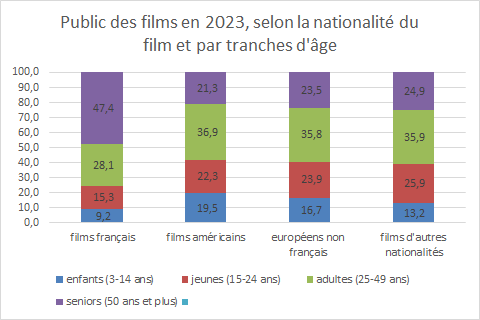 Public des films en 2023, selon la nationalité du
film et par tranches d'âge
100,0
90,0
80,0
70,0
60,0
50,0
40,0
30,0
20,0
10,0
0,0
47,4
28,1
15,3
9,2
21,3
36,9
22,3
19,5
23,5
35,8
23,9
16,7
24,9
35,9
25,9
13,2
films français
films américains
européens non
français
films d'autres
nationalités
enfants (3-14 ans)
jeunes (15-24 ans)
adultes (25-49 ans)
seniors (50 ans et plus)